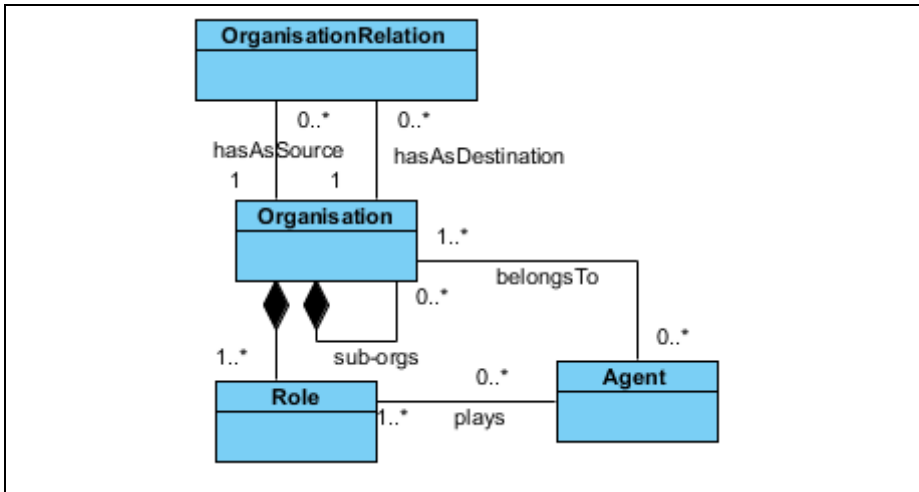 OrganisationRelation
0..*
0..*
hasAsSource
hasAsDestination
1
1
Organisation
1..*
belongsTo
0..*
0..*
1..*
sub-orgs
Role
0..*
Agent
1..*
plays